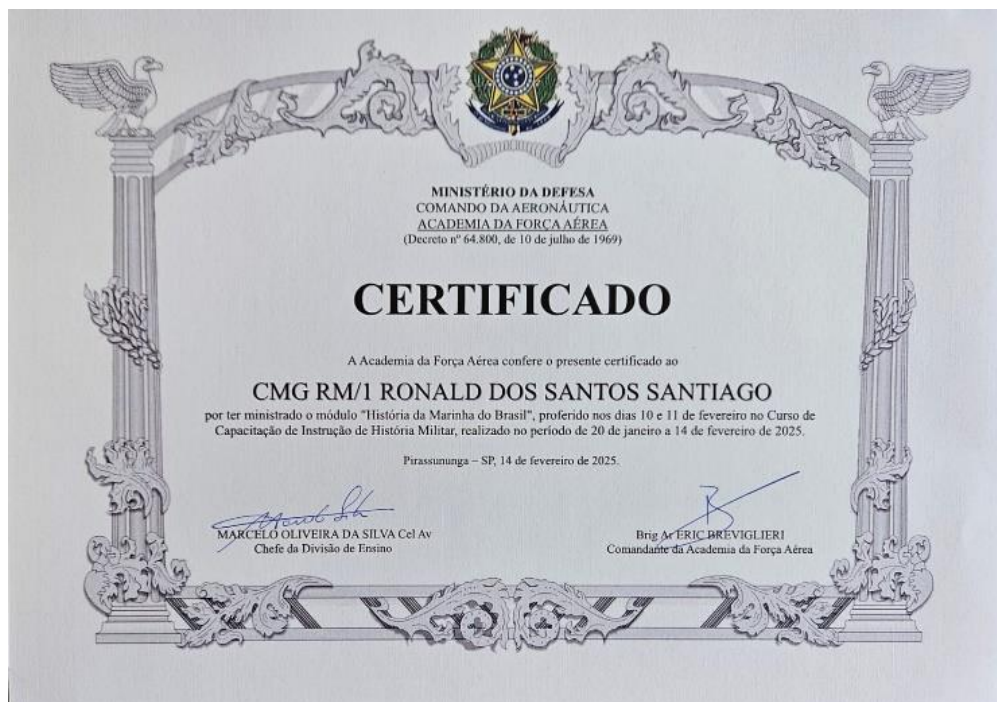 MINISTÉRIO DA DEFESA
COMANDO DA AERONÁUTICA
ACADEMIA DA FORÇA AÉREA
(Decreto nº 64.800, de 10 de julho de 1969)
CERTIFICADO
A Academia da Força Aérea confere o presente certificado ao
CMG RM/1 RONALD DOS SANTOS SANTIAGO
por ter ministrado o módulo "História da Marinha do Brasil", proferido nos dias 10 e 11 de fevereiro no Curso de
Capacitação de Instrução de História Militar, realizado no período de 20 de janeiro a 14 de fevereiro de 2025.
Pirassununga – SP, 14 de fevereiro de 2025.
MARCELO OLIVEIRA DA SILVA Cel Av
Chefe da Divisão de Ensino
Brig Ar ERIC BREVIGLIERI
Comandante da Academia da Força Aérea